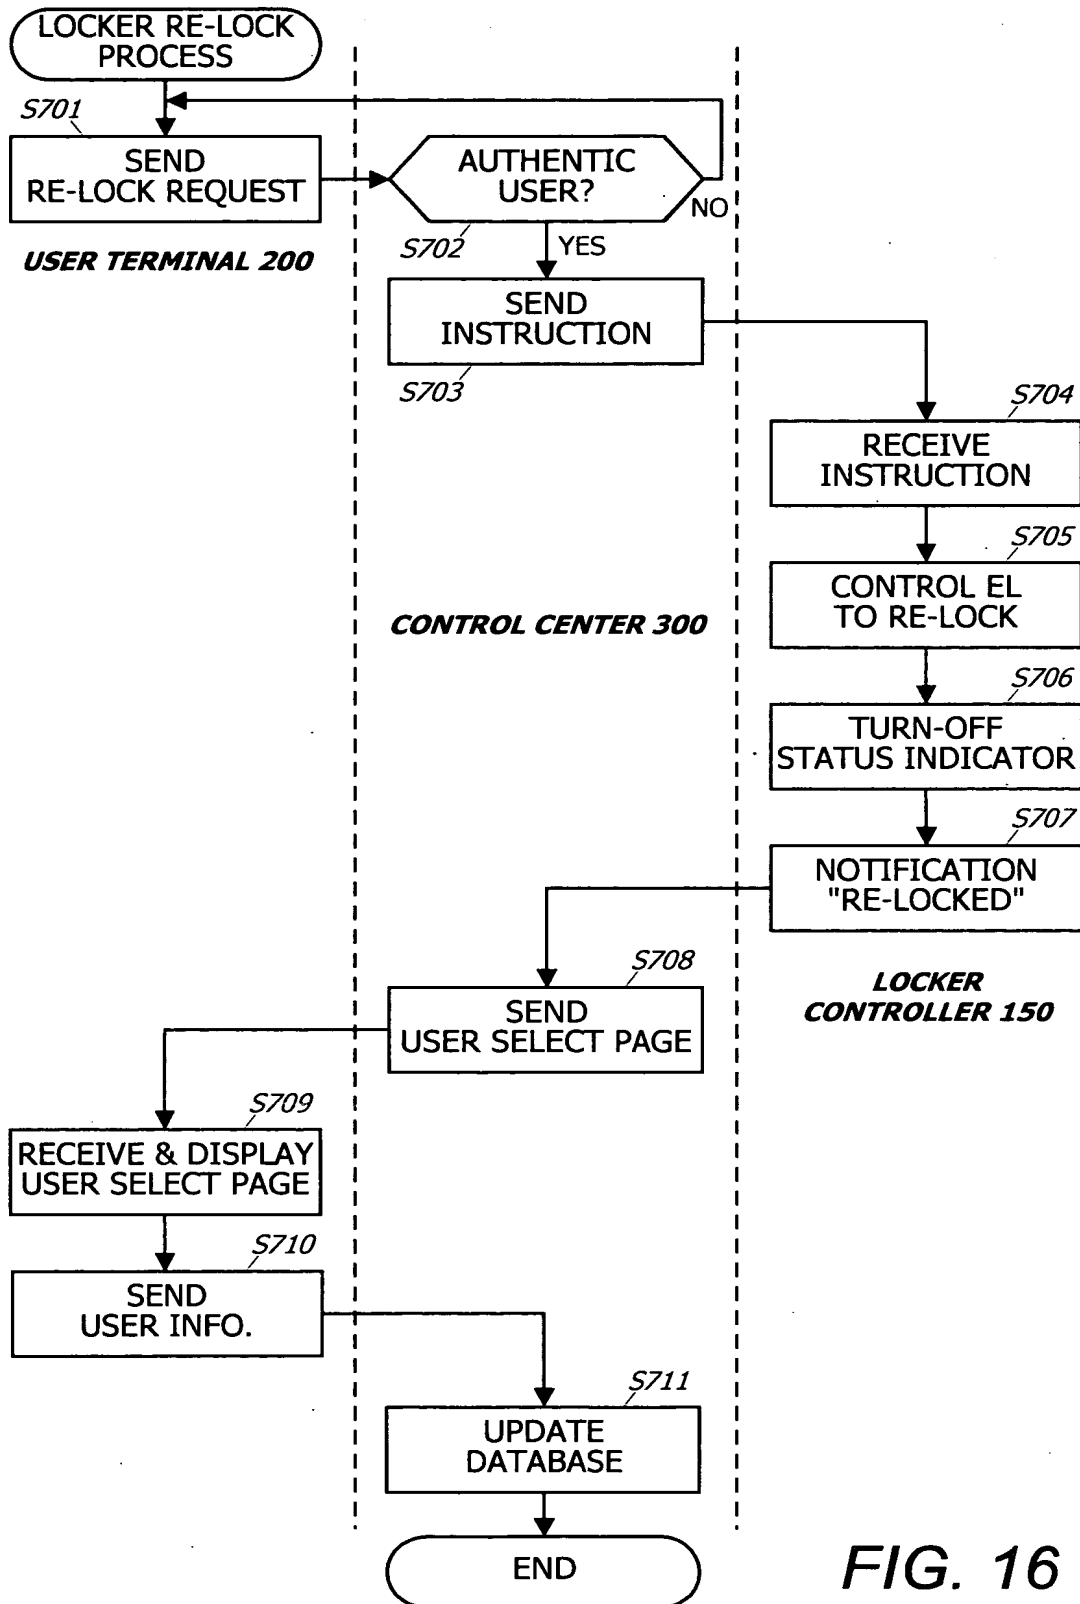 LOCKER RE-LOCK
PROCESS
S701
SEND
RE-LOCK REQUEST
USER TERMINAL 200
AUTHENTIC
USER?
NO
S702
YES
SEND
INSTRUCTION
S703
S704
RECEIVE
INSTRUCTION
S705
CONTROL EL
TO RE-LOCK
CONTROL CENTER 300
S706
TURN-OFF
STATUS INDICATOR
S707
NOTIFICATION
"RE-LOCKED"
LOCKER
CONTROLLER 150
S708
SEND
USER SELECT PAGE
S709
RECEIVE & DISPLAY
USER SELECT PAGE
S710
SEND
USER INFO.
S711
UPDATE
DATABASE
END
FIG. 16